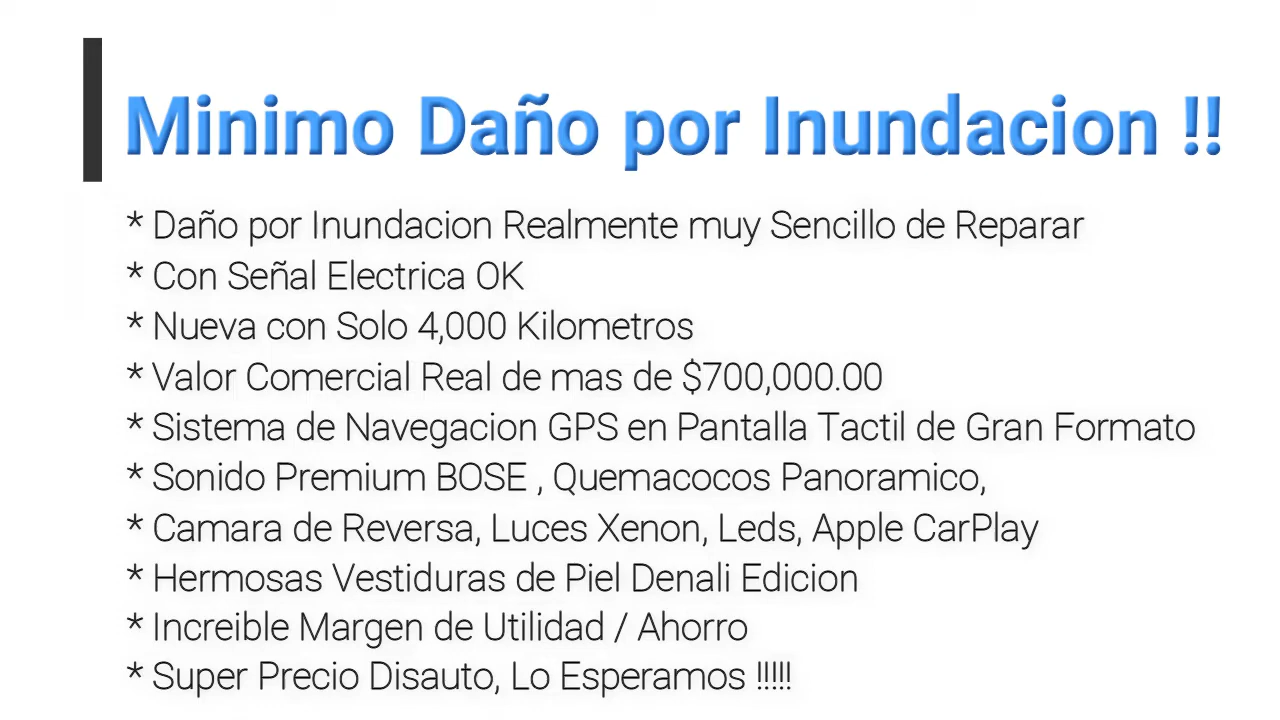 Minimo Daño por Inundacion !!
* Daño por Inundacion Realmente muy Sencillo de Reparar
* Con Señal Electrica OK
* Nueva con Solo 4,000 Kilometros
* Valor Comercial Real de mas de $700,000.00
* Sistema de Navegacion GPS en Pantalla Tactil de Gran Formato
* Sonido Premium BOSE , Quemacocos Panoramico,
* Camara de Reversa, Luces Xenon, Leds, Apple CarPlay
* Hermosas Vestiduras de Piel Denali Edicion
* Increible Margen de Utilidad / Ahorro
* Super Precio Disauto, Lo Esperamos !!!!!